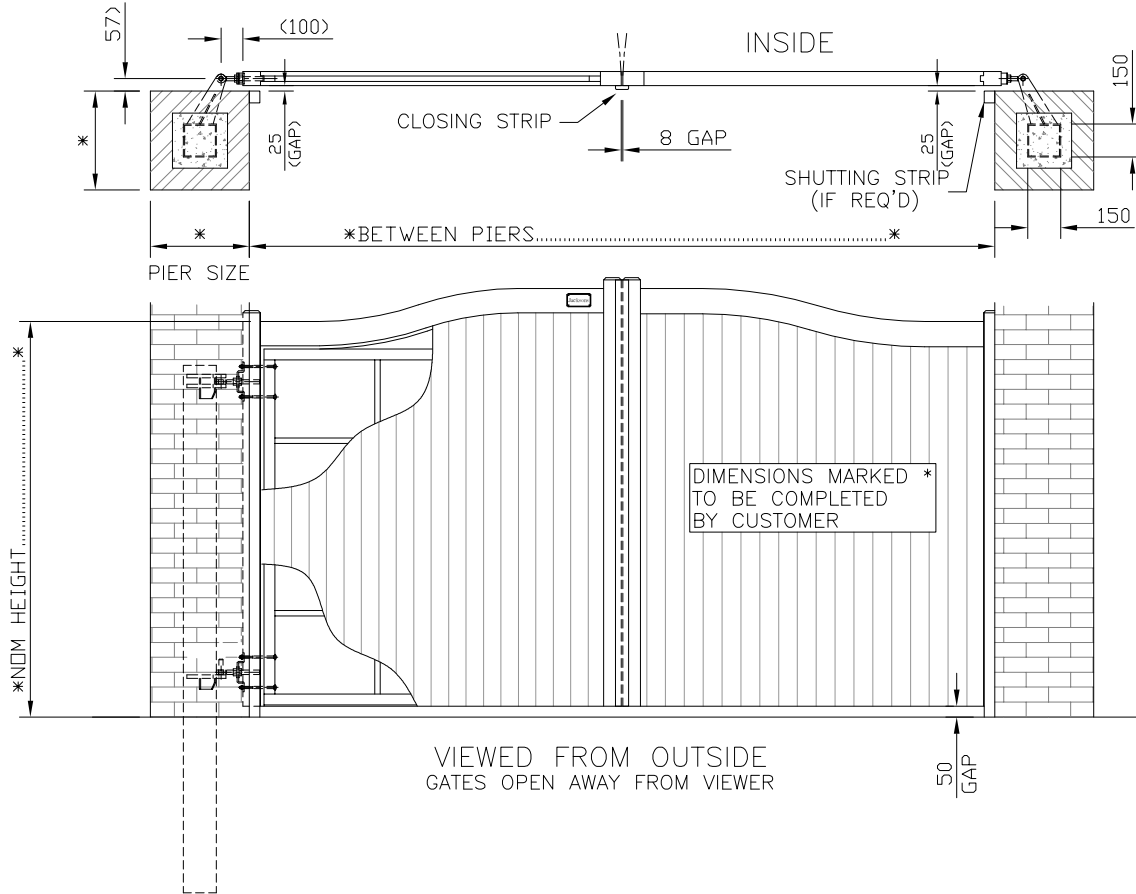 57)
(100)
INSIDE
150
*
25
(GAP)
CLOSING STRIP
8 GAP
25
(GAP)
SHUTTING STRIP
(IF REQ'D)
150
*
*BETWEEN PIERS..............*
PIER SIZE
Jacksons
*NOM HEIGHT..............*
DIMENSIONS MARKED *
TO BE COMPLETED
BY CUSTOMER
VIEWED FROM OUTSIDE
GATES OPEN AWAY FROM VIEWER
50
GAP